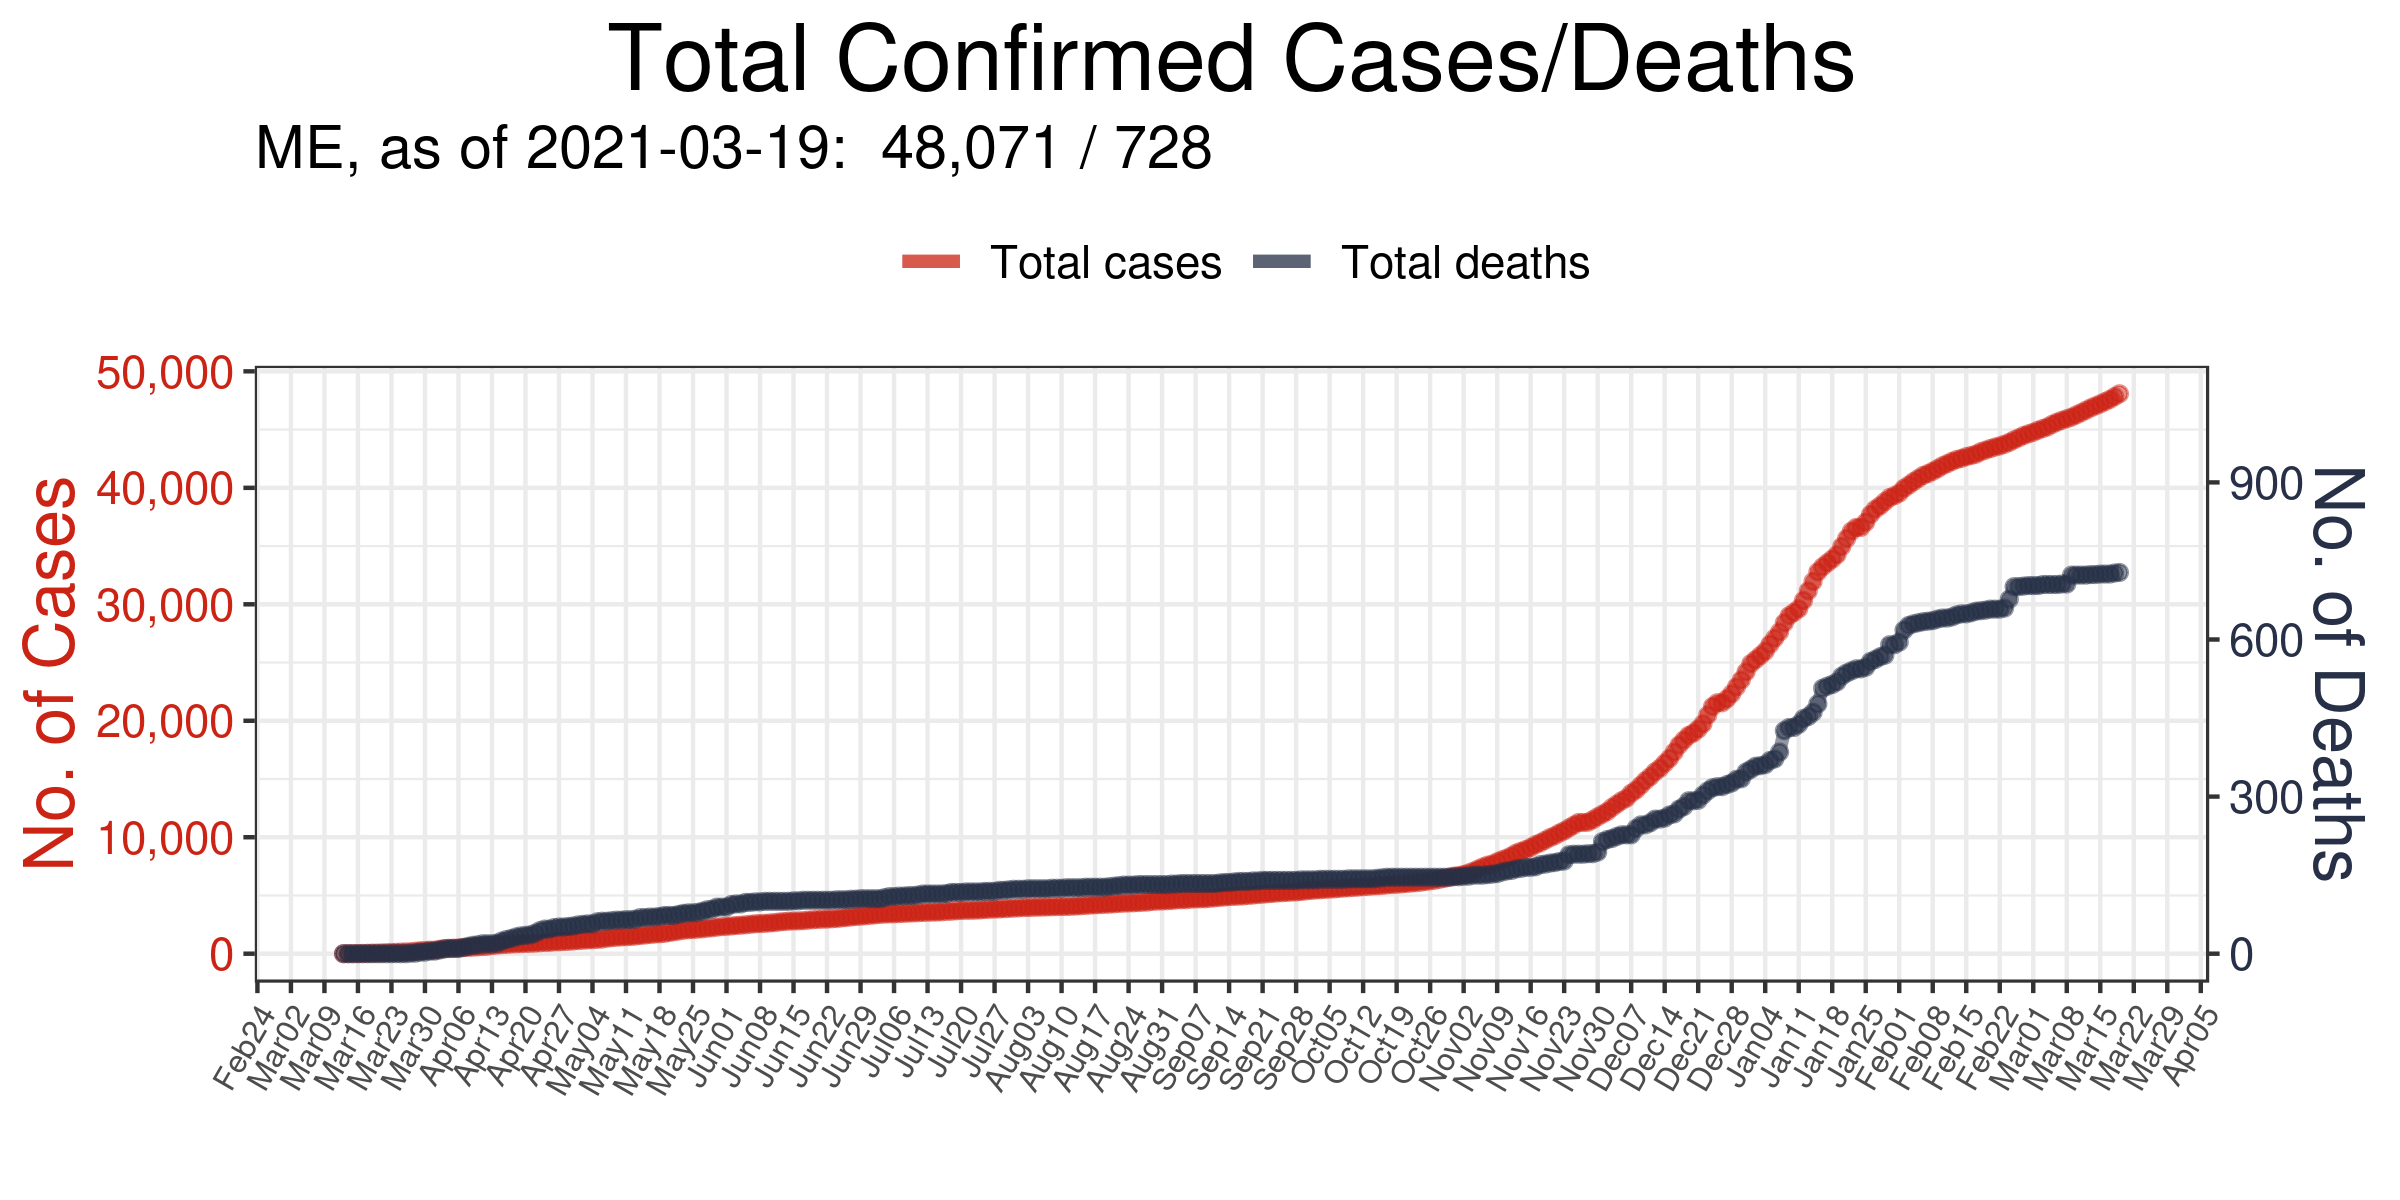 Total Confirmed Cases/Deaths
ME, as of 2021-03-19: 48,071 / 728
Total cases
Total deaths
No. of Cases
50,000
40,000
30,000
20,000
10,000
0
900
600
300
0
No. of Deaths
Feb24
Mar02
Mar09
Mar16
Mar23
Mar30
Apr06
Apr13
Apr20
Apr27
May04
May11
May18
May25
Jun01
Jun08
Jun15
Jun22
Jun29
Jul06
Jul13
Jul20
Jul27
Aug03
Aug10
Aug17
Aug24
Aug31
Sep07
Sep14
Sep21
Sep28
Oct05
Oct12
Oct19
Oct26
Nov02
Nov09
Nov16
Nov23
Nov30
Dec07
Dec14
Dec21
Dec28
Jan04
Jan11
Jan18
Jan25
Feb01
Feb08
Feb15
Feb22
Mar01
Mar08
Mar15
Mar22
Mar29
Apr05